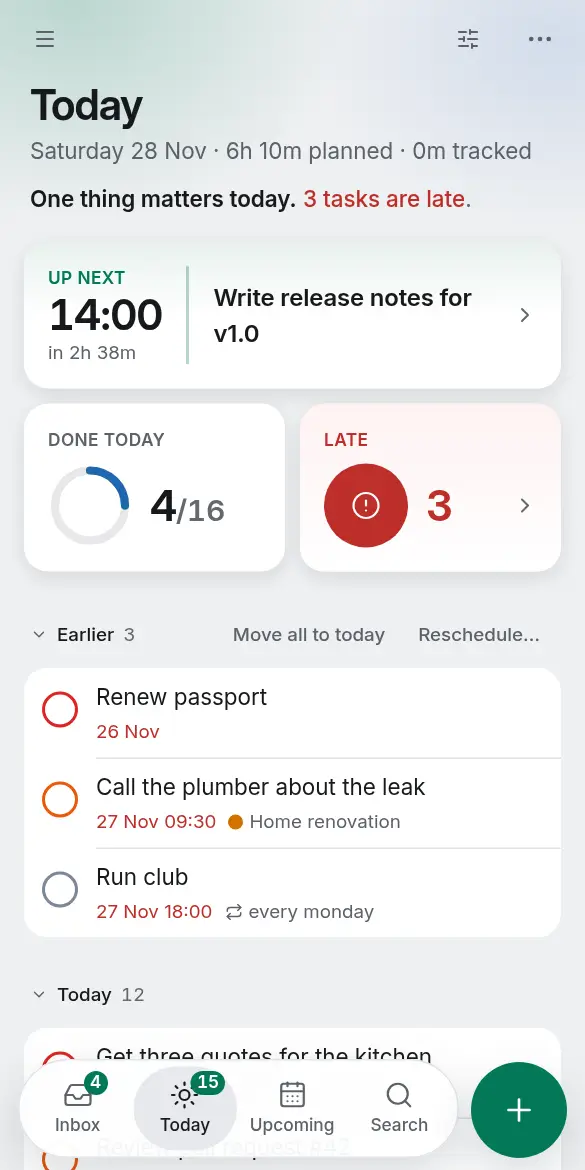 Today
Saturday 28 Nov · 6h 10m planned · 0m tracked
One thing matters today. 3 tasks are late.
UP NEXT
14:00
in 2h 38m
Write release notes for
v1.0
DONE TODAY
4/16
LATE
3
Earlier 3
Move all to today
Reschedule...
Renew passport
26 Nov
Call the plumber about the leak
27 Nov 09:30 Home renovation
Run club
27 Nov 18:00 every monday
Today 12
Get three quotes for the kitchen
4
15
Inbox
Today
Upcoming
Search